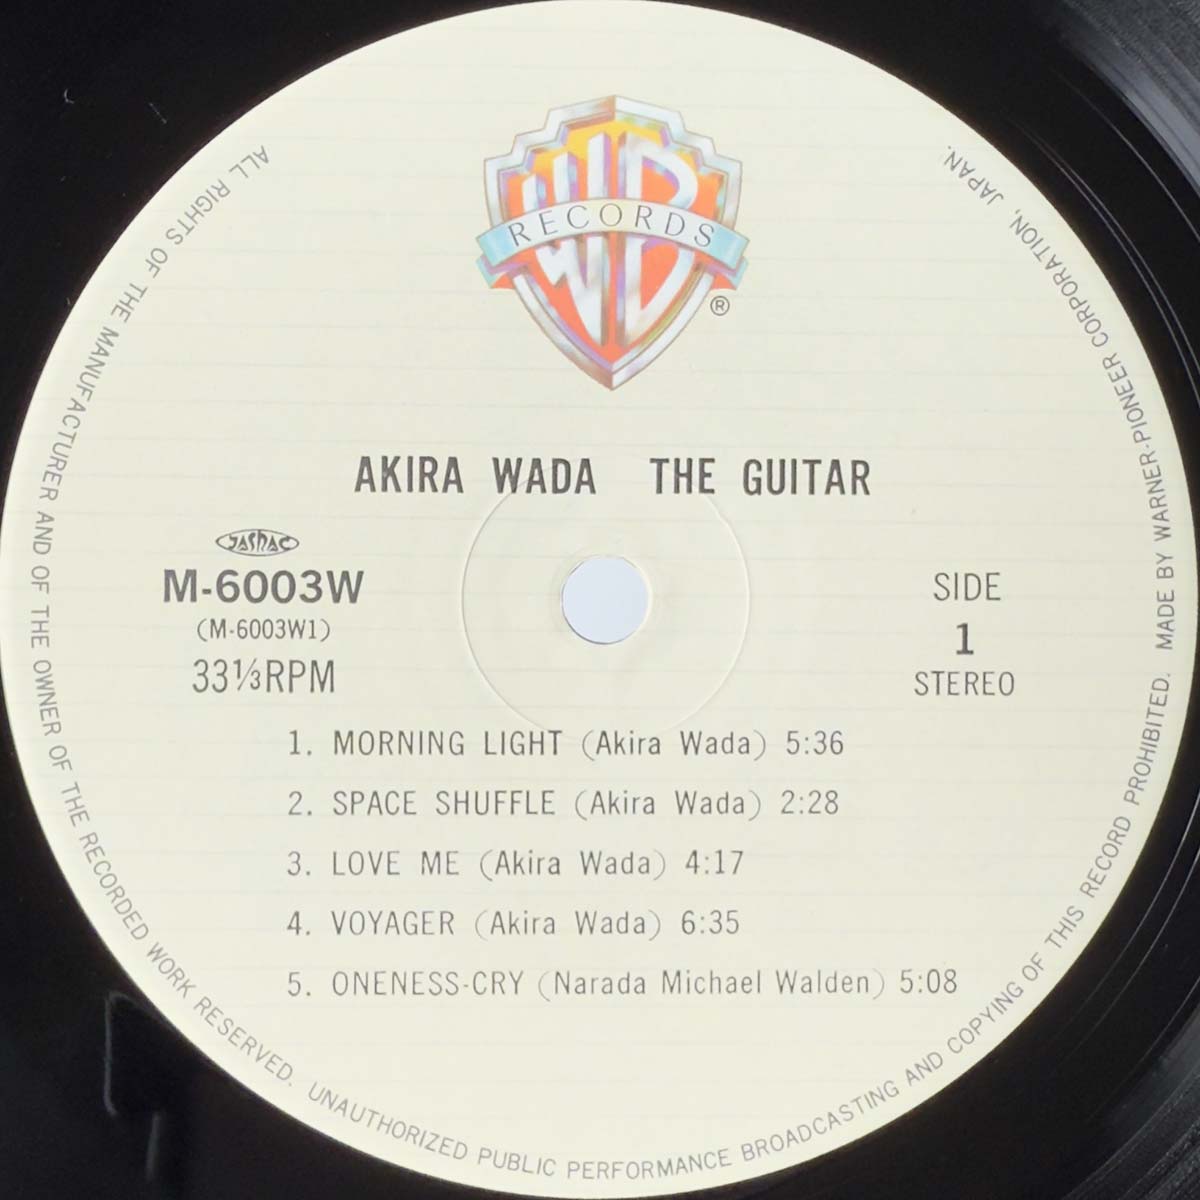 WB
RECORDS
®
AKIRA WADA THE GUITAR
JASRAC
M-6003W
(M-6003W1)
33⅓RPM
SIDE
1
STEREO
1. MORNING LIGHT (Akira Wada) 5:36
2. SPACE SHUFFLE (Akira Wada) 2:28
3. LOVE ME (Akira Wada) 4:17
4. VOYAGER (Akira Wada) 6:35
5. ONENESS-CRY (Narada Michael Walden) 5:08
ALL RIGHTS OF THE MANUFACTURER AND OF THE OWNER OF THE RECORDED WORK RESERVED. UNAUTHORIZED PUBLIC PERFORMANCE BROADCASTING AND COPYING OF THIS RECORD PROHIBITED. MADE BY WARNER-PIONEER CORPORATION, JAPAN.